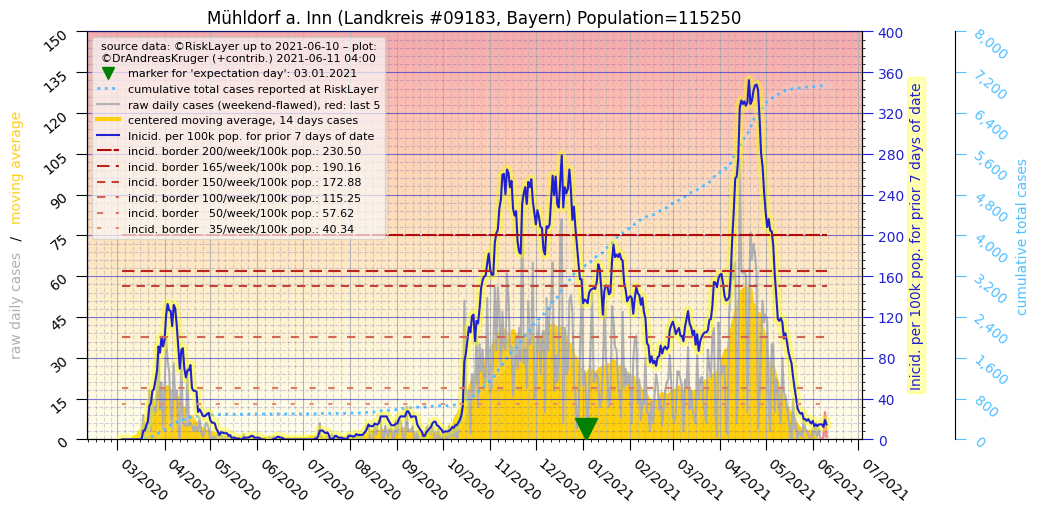 Mühldorf a. Inn (Landkreis #09183, Bayern) Population=115250
source data: ©RiskLayer up to 2021-06-10 – plot:
©DrAndreasKruger (+contrib.) 2021-06-11 04:00
marker for 'expectation day': 03.01.2021
cumulative total cases reported at RiskLayer
raw daily cases (weekend-flawed), red: last 5
centered moving average, 14 days cases
Inicid. per 100k pop. for prior 7 days of date
incid. border 200/week/100k pop.: 230.50
incid. border 165/week/100k pop.: 190.16
incid. border 150/week/100k pop.: 172.88
incid. border 100/week/100k pop.: 115.25
incid. border 50/week/100k pop.: 57.62
incid. border 35/week/100k pop.: 40.34
raw daily cases / moving average
150
135
120
105
90
75
60
45
30
15
0
400
360
320
280
240
200
160
120
80
40
0
Inicid. per 100k pop. for prior 7 days of date
8,000
7,200
6,400
5,600
4,800
4,000
3,200
2,400
1,600
800
0
cumulative total cases
03/2020
04/2020
05/2020
06/2020
07/2020
08/2020
09/2020
10/2020
11/2020
12/2020
01/2021
02/2021
03/2021
04/2021
05/2021
06/2021
07/2021